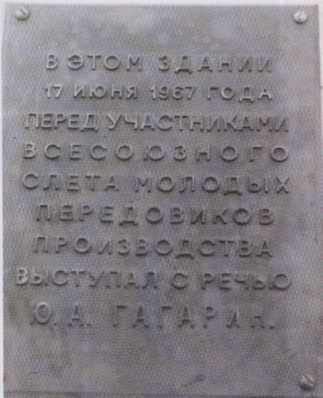 В ЭТОМ ЗДАНИИ
17 ИЮНЯ 1967 ГОДА
ПЕРЕД УЧАСТНИКАМИ
ВСЕСОЮЗНОГО
СЛЕТА МОЛОДЫХ
ПЕРЕДОВИКОВ
ПРОИЗВОДСТВА
ВЫСТУПАЛ С РЕЧЬЮ
Ю. А. ГАГАРИН.